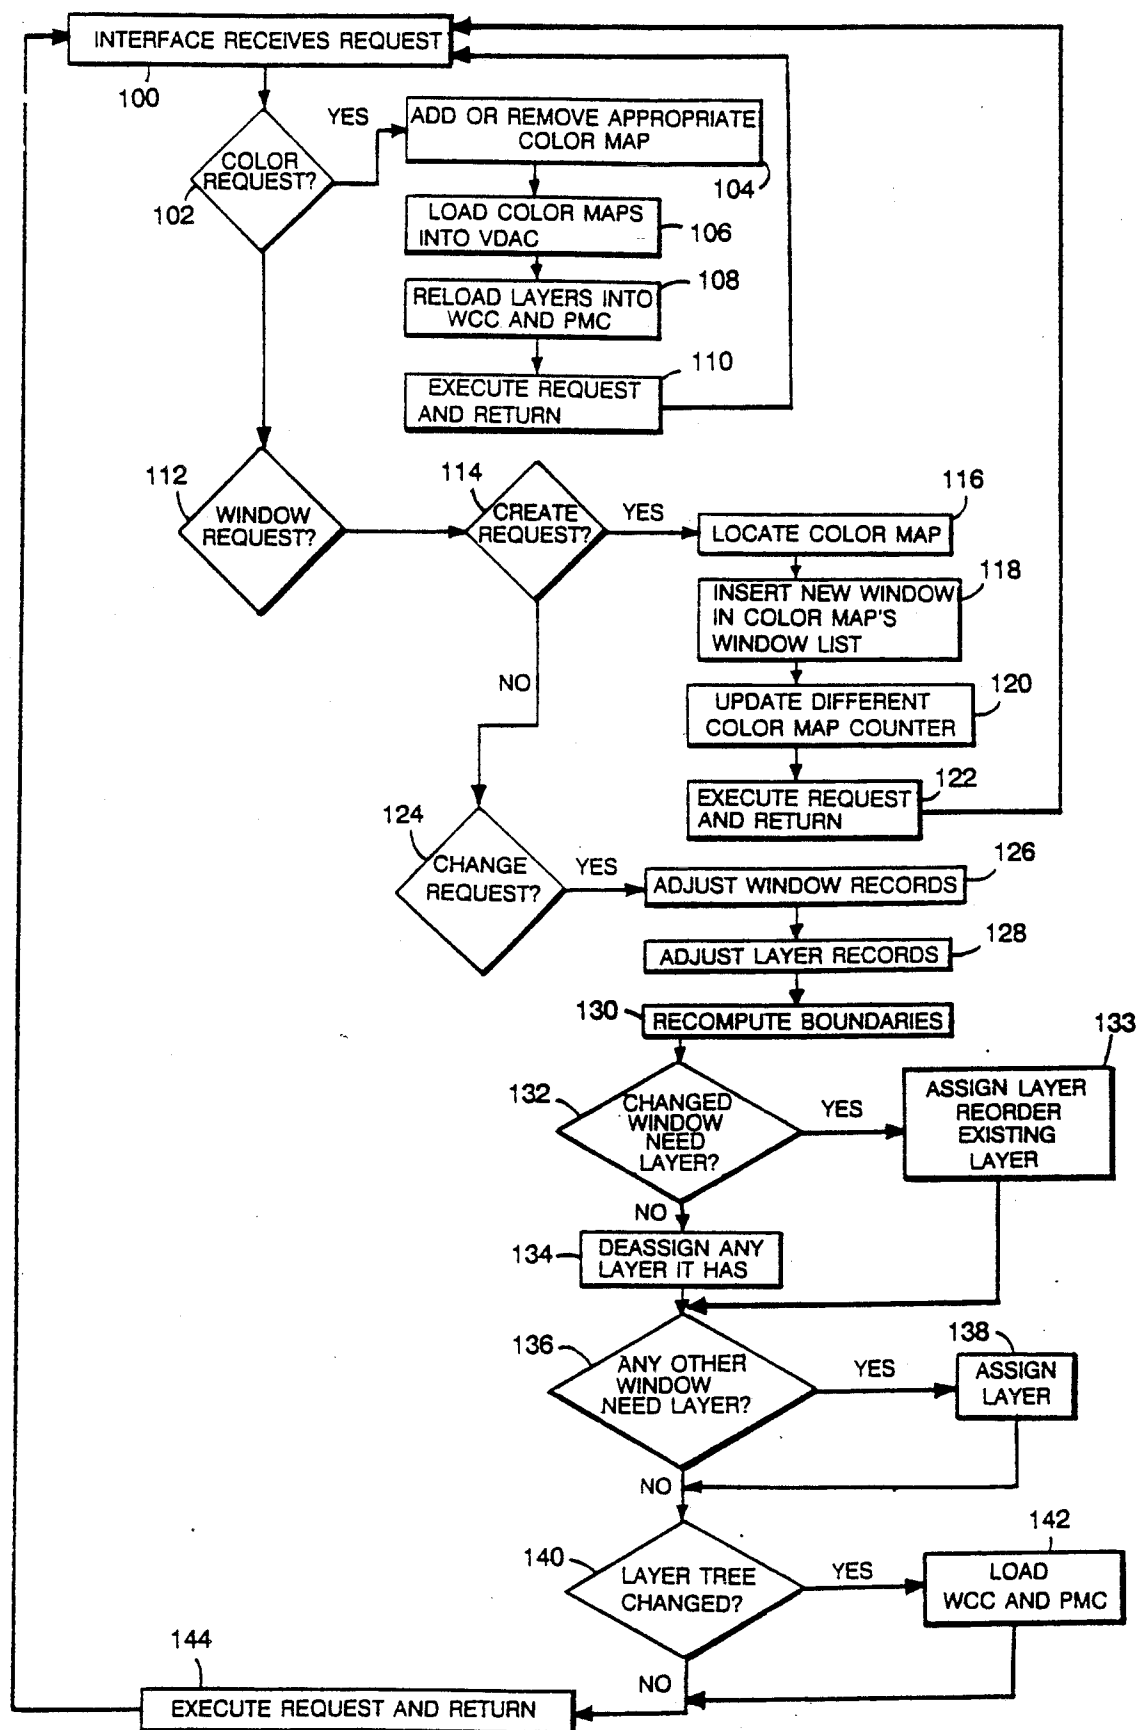 INTERFACE RECEIVES REQUEST
100
COLOR
REQUEST?
102
YES
ADD OR REMOVE APPROPRIATE
COLOR MAP
104
LOAD COLOR MAPS
INTO VDAC
106
RELOAD LAYERS INTO
WCC AND PMC
108
EXECUTE REQUEST
AND RETURN
110
112
WINDOW
REQUEST?
114
CREATE
REQUEST?
YES
116
LOCATE COLOR MAP
118
INSERT NEW WINDOW
IN COLOR MAP'S
WINDOW LIST
NO
120
UPDATE DIFFERENT
COLOR MAP COUNTER
122
EXECUTE REQUEST
AND RETURN
124
CHANGE
REQUEST?
YES
126
ADJUST WINDOW RECORDS
128
ADJUST LAYER RECORDS
130
RECOMPUTE BOUNDARIES
132
CHANGED
WINDOW
NEED
LAYER?
YES
133
ASSIGN LAYER
REORDER
EXISTING
LAYER
NO
134
DEASSIGN ANY
LAYER IT HAS
136
ANY OTHER
WINDOW
NEED LAYER?
YES
138
ASSIGN
LAYER
NO
140
LAYER TREE
CHANGED?
YES
142
LOAD
WCC AND PMC
NO
144
EXECUTE REQUEST AND RETURN